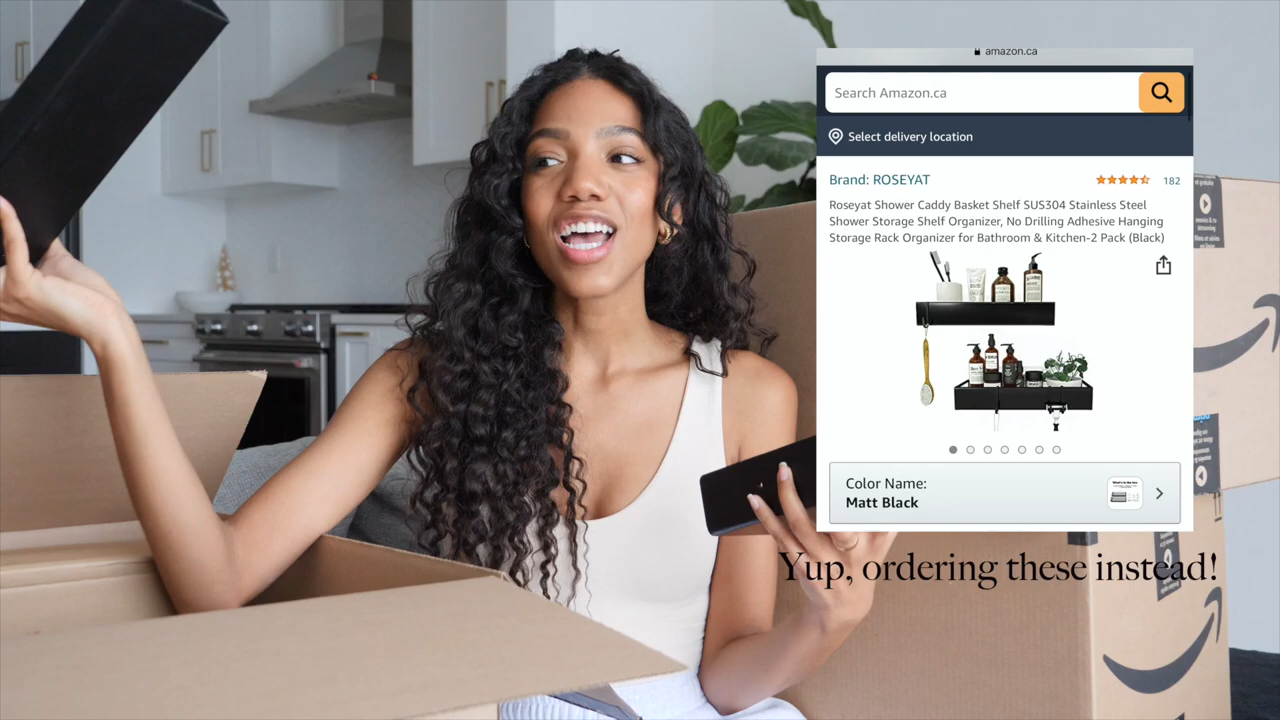 amazon.ca
Search Amazon.ca
Select delivery location
Brand: ROSEYAT
182
Roseyat Shower Caddy Basket Shelf SUS304 Stainless Steel
Shower Storage Shelf Organizer, No Drilling Adhesive Hanging
Storage Rack Organizer for Bathroom & Kitchen-2 Pack (Black)
Color Name:
Matt Black
Yup, ordering these instead!